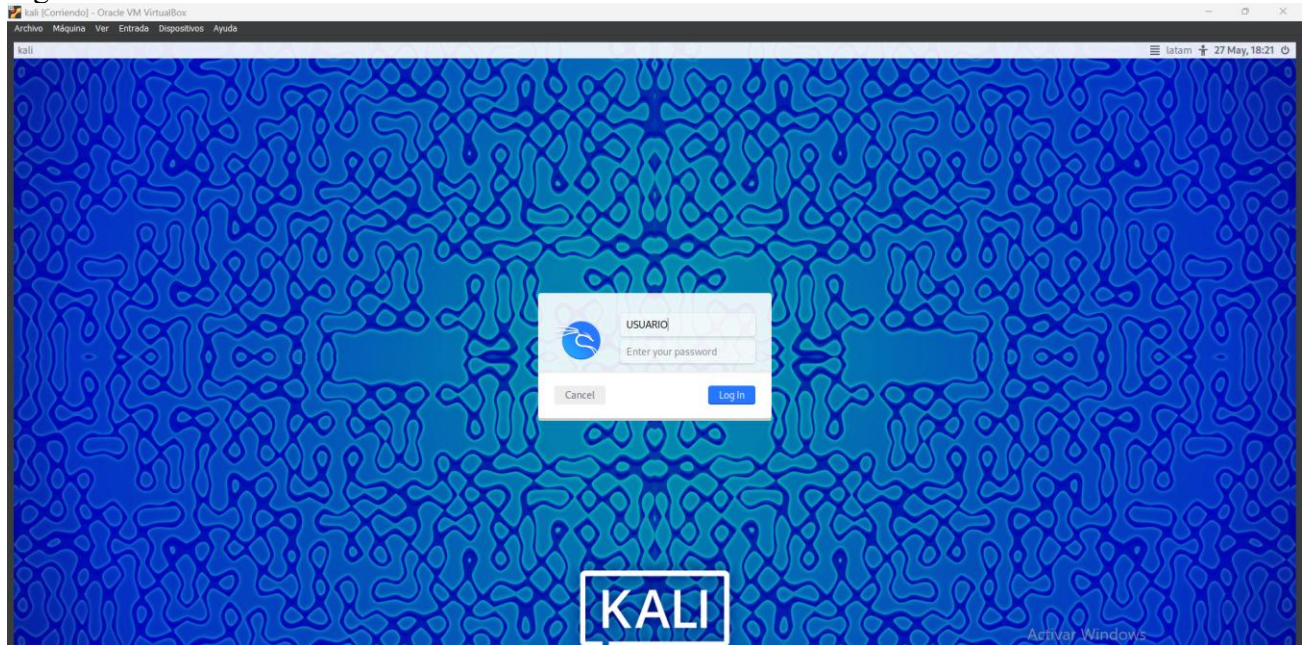 kali [Corriendo] - Oracle VM VirtualBox
Archivo Máquina Ver Entrada Dispositivos Ayuda
kali latam 27 May, 18:21
USUARIO
Enter your password
Cancel Log In
KALI
Activar Windows